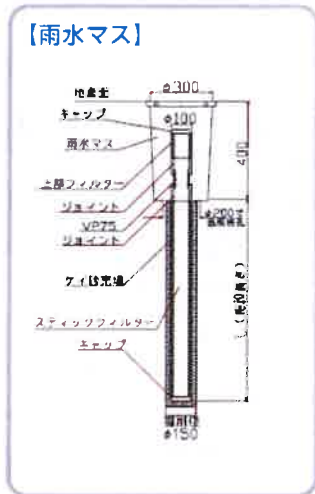 【雨水マス】
φ300
地表面
キャップ
φ100
雨水マス
400
上部フィルター
ジョイント
VP75
ジョイント
φ200
ケイ砂充填
スティックフィルター
キャップ
φ150